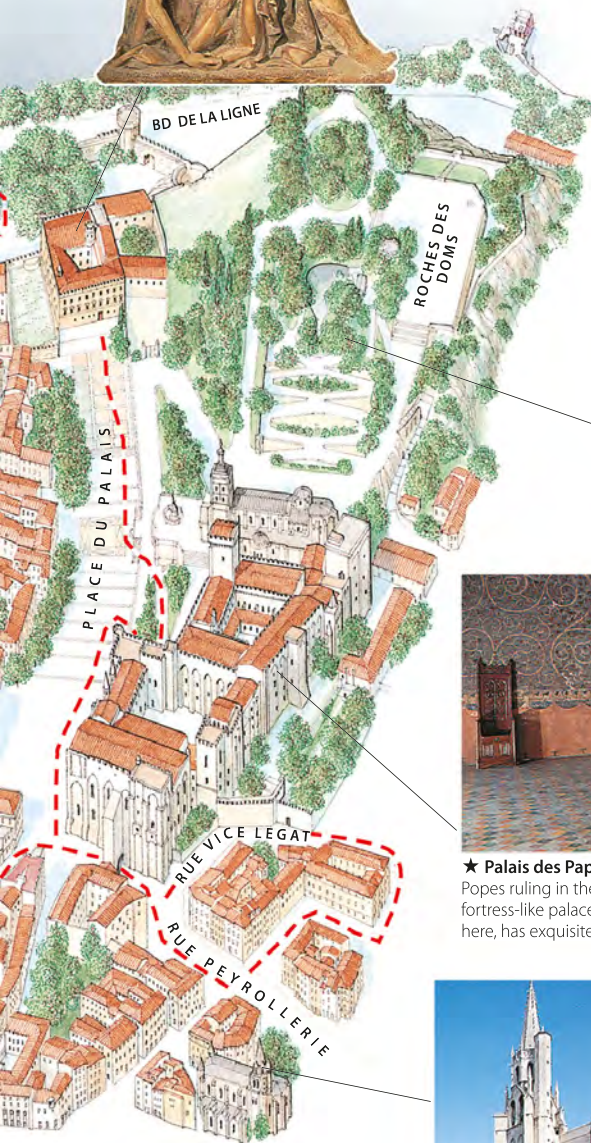 BD DE LA LIGNE
ROCHES DES
DOMS
PLACE DU PALAIS
★ Palais des Pap
Popes ruling in the
fortress-like palace
here, has exquisite
RUE VICE LEGAT
RUE PEYROLLERIE